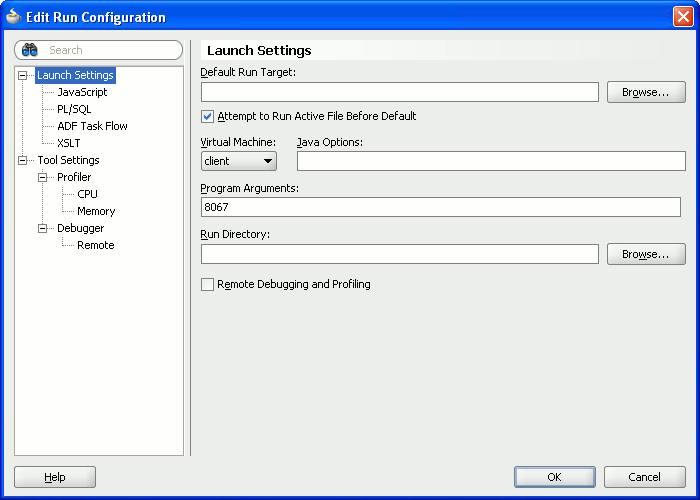 Edit Run Configuration
Search
Launch Settings
JavaScript
PL/SQL
ADF Task Flow
XSLT
Tool Settings
Profiler
CPU
Memory
Debugger
Remote
Launch Settings
Default Run Target:
Browse...
Attempt to Run Active File Before Default
Virtual Machine: Java Options:
client
Program Arguments:
8067
Run Directory:
Browse...
Remote Debugging and Profiling
Help OK Cancel